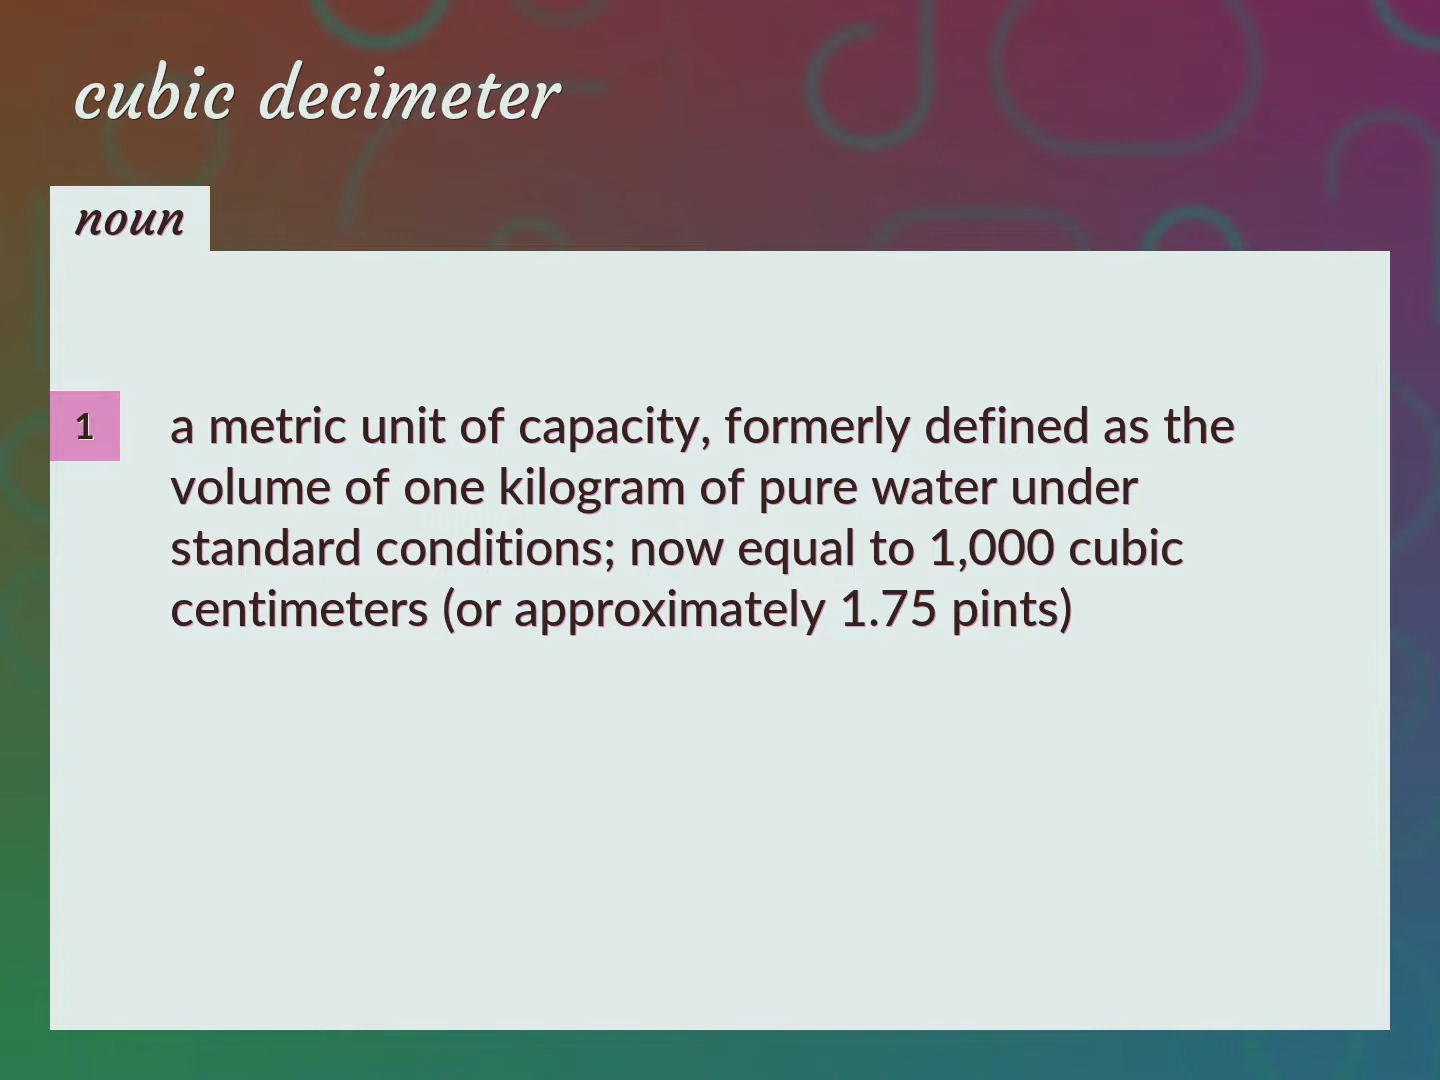 cubic decimeter
noun
1
a metric unit of capacity, formerly defined as the
volume of one kilogram of pure water under
standard conditions; now equal to 1,000 cubic
centimeters (or approximately 1.75 pints)